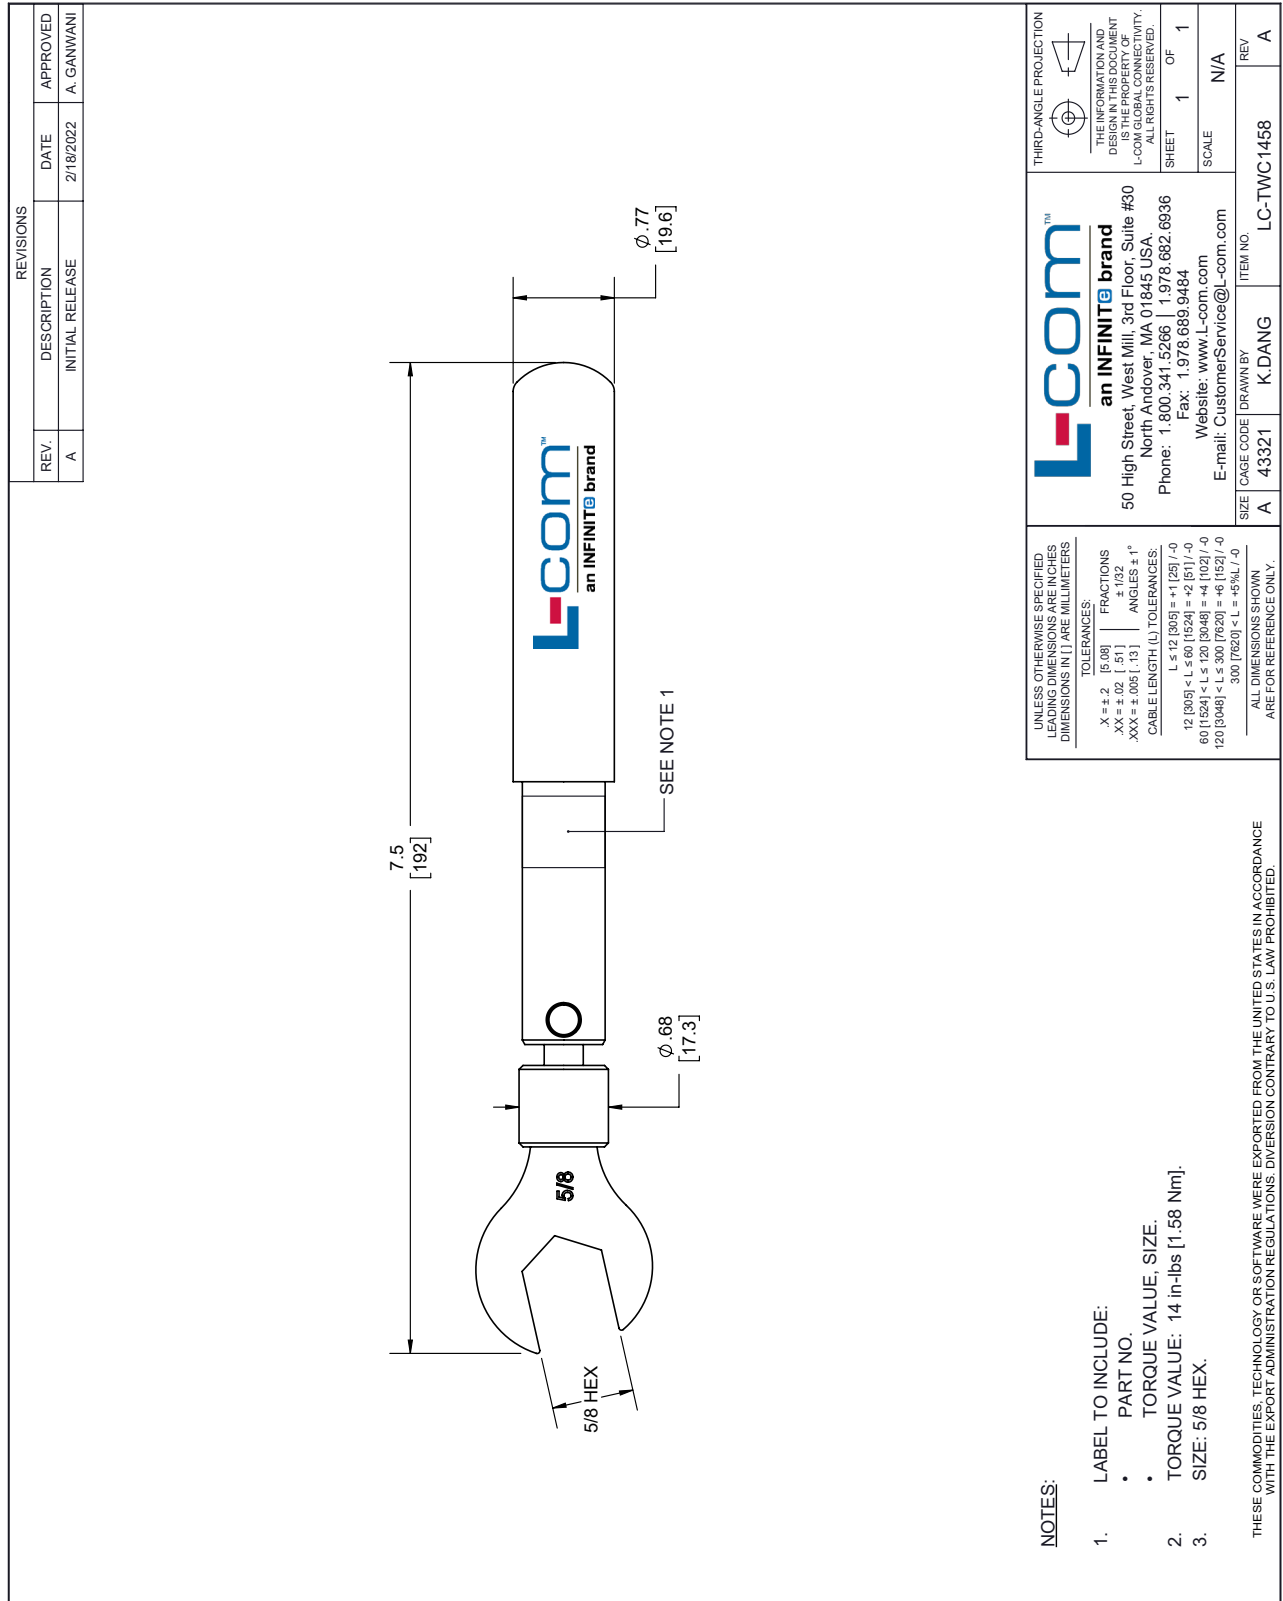 REVISIONS
REV. DESCRIPTION DATE APPROVED
A INITIAL RELEASE 2/18/2022 A. GANWANI
7.5
[192]
L-com™
an INFINITe brand
Ø.77
[19.6]
SEE NOTE 1
Ø.68
[17.3]
5/8
5/8 HEX
NOTES:
1. LABEL TO INCLUDE:
• PART NO.
• TORQUE VALUE, SIZE.
2. TORQUE VALUE: 14 in-lbs [1.58 Nm].
3. SIZE: 5/8 HEX.
THESE COMMODITIES, TECHNOLOGY OR SOFTWARE WERE EXPORTED FROM THE UNITED STATES IN ACCORDANCE
WITH THE EXPORT ADMINISTRATION REGULATIONS. DIVERSION CONTRARY TO U.S. LAW PROHIBITED.
UNLESS OTHERWISE SPECIFIED
LEADING DIMENSIONS ARE INCHES
DIMENSIONS IN [ ] ARE MILLIMETERS
TOLERANCES:
.X = ±.2 [5.08] FRACTIONS
.XX = ±.02 [.51] ± 1/32
.XXX = ±.005 [.13] ANGLES ± 1°
CABLE LENGTH (L) TOLERANCES:
L ≤ 12 [305] = +1 [25] / -0
12 [305] < L ≤ 60 [1524] = +2 [51] / -0
60 [1524] < L ≤ 120 [3048] = +4 [102] / -0
120 [3048] < L ≤ 300 [7620] = +6 [152] / -0
300 [7620] < L = +5%L / -0
ALL DIMENSIONS SHOWN
ARE FOR REFERENCE ONLY.
L-com™
an INFINITe brand
50 High Street, West Mill, 3rd Floor, Suite #30
North Andover, MA 01845 USA.
Phone: 1.800.341.5266 | 1.978.682.6936
Fax: 1.978.689.9484
Website: www.L-com.com
E-mail: CustomerService@L-com.com
THIRD-ANGLE PROJECTION
THE INFORMATION AND
DESIGN IN THIS DOCUMENT
IS THE PROPERTY OF
L-COM GLOBAL CONNECTIVITY.
ALL RIGHTS RESERVED.
SHEET 1 OF 1
SCALE N/A
SIZE A
CAGE CODE 43321
DRAWN BY K.DANG
ITEM NO. LC-TWC1458
REV A